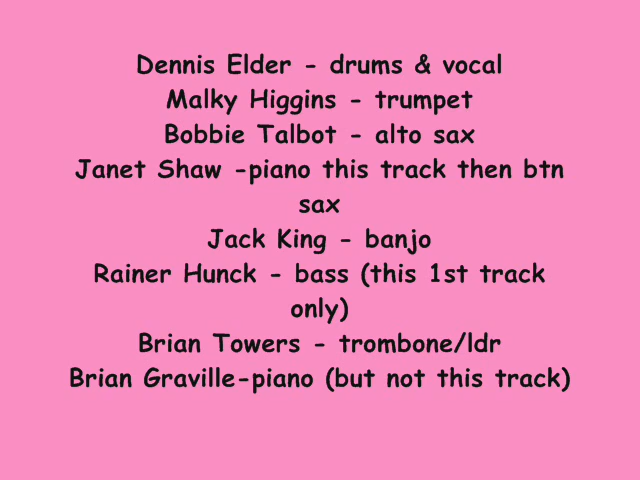 Dennis Elder - drums & vocal
Malky Higgins - trumpet
Bobbie Talbot - alto sax
Janet Shaw -piano this track then btn
sax
Jack King - banjo
Rainer Hunck - bass (this 1st track
only)
Brian Towers - trombone/ldr
Brian Graville-piano (but not this track)